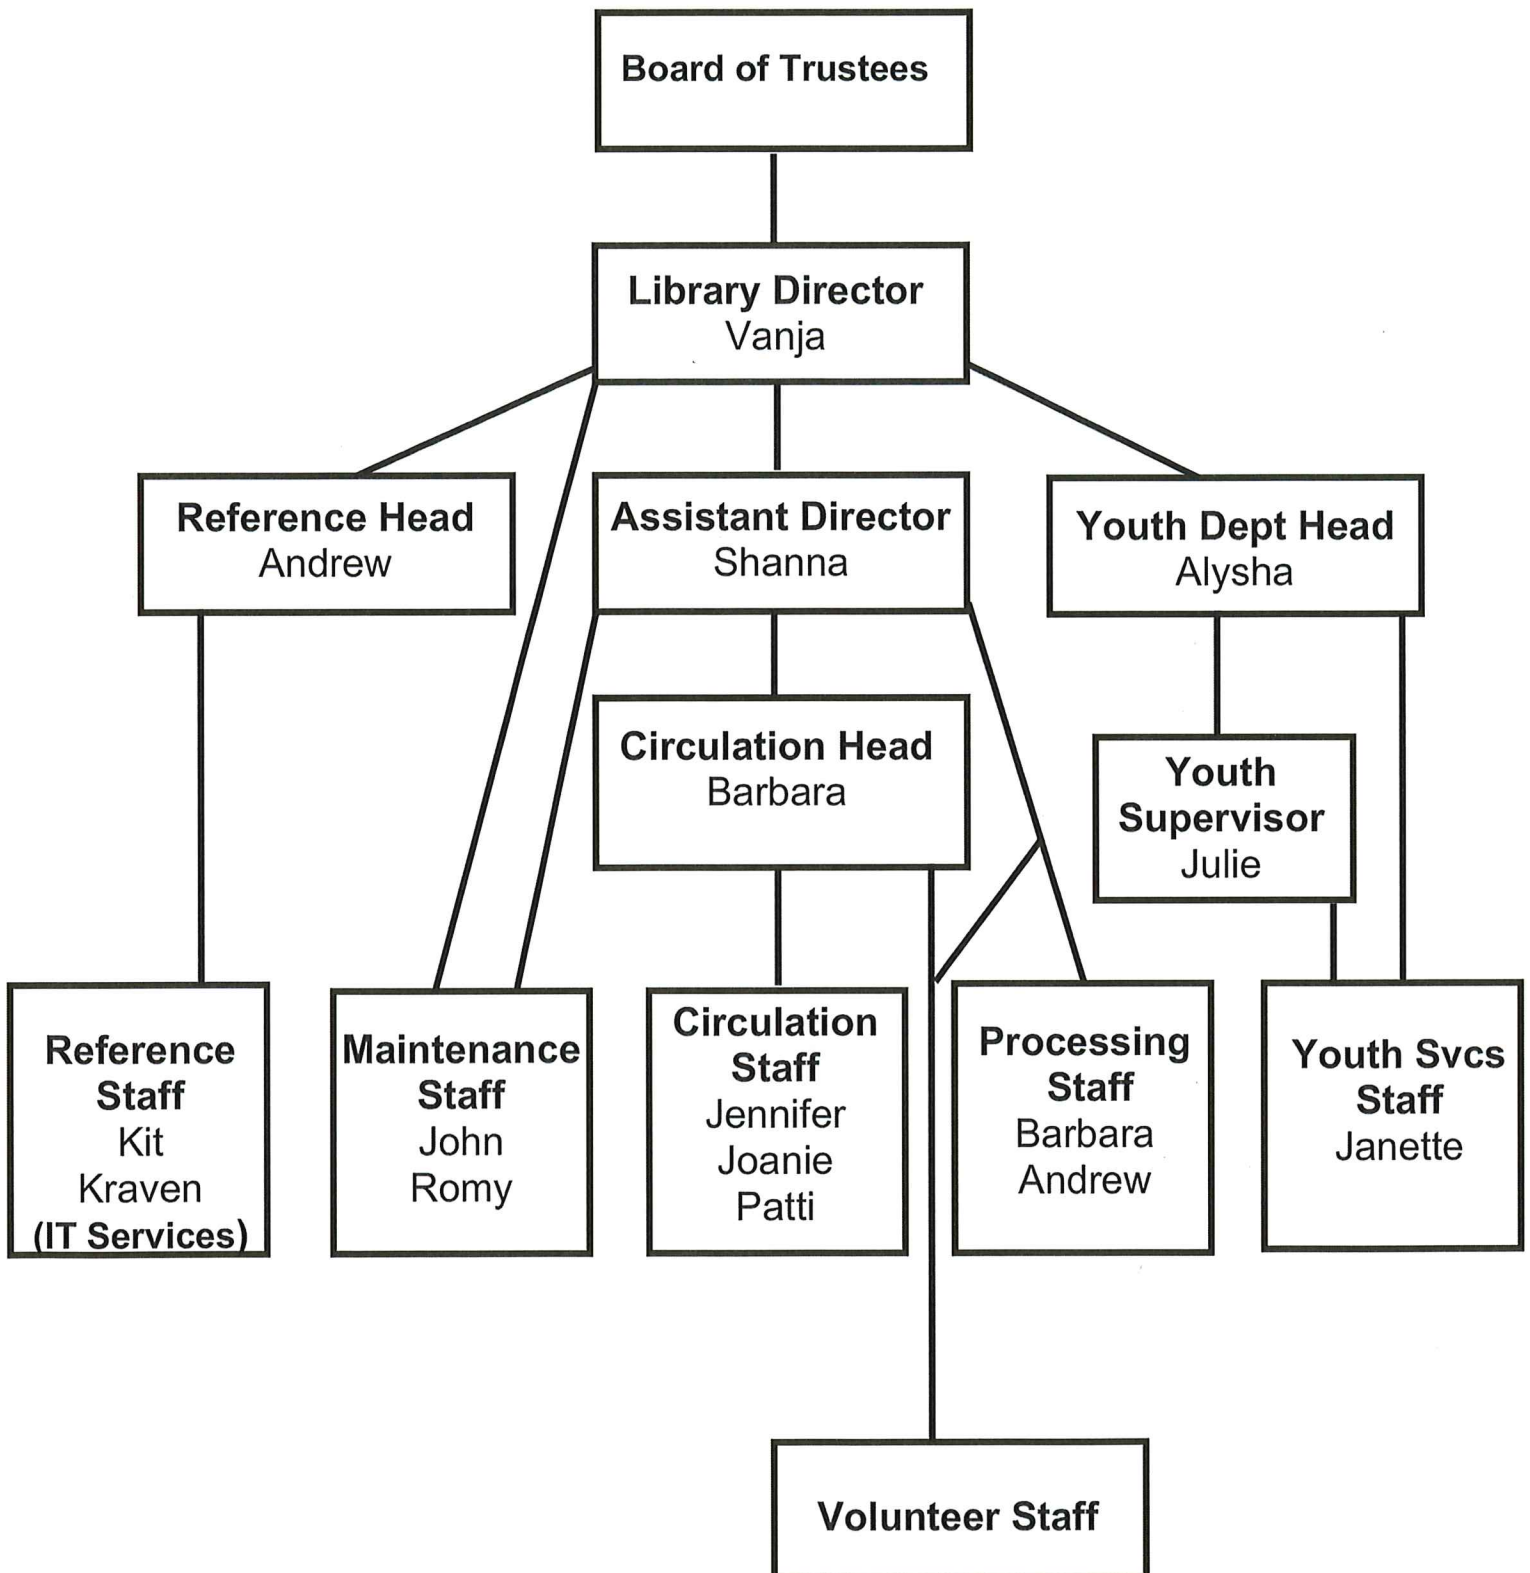 Board of Trustees
Library Director
Vanja
Reference Head
Andrew
Assistant Director
Shanna
Youth Dept Head
Alysha
Circulation Head
Barbara
Youth
Supervisor
Julie
Reference
Staff
Kit
Kraven
(IT Services)
Maintenance
Staff
John
Romy
Circulation
Staff
Jennifer
Joanie
Patti
Processing
Staff
Barbara
Andrew
Youth Svcs
Staff
Janette
Volunteer Staff